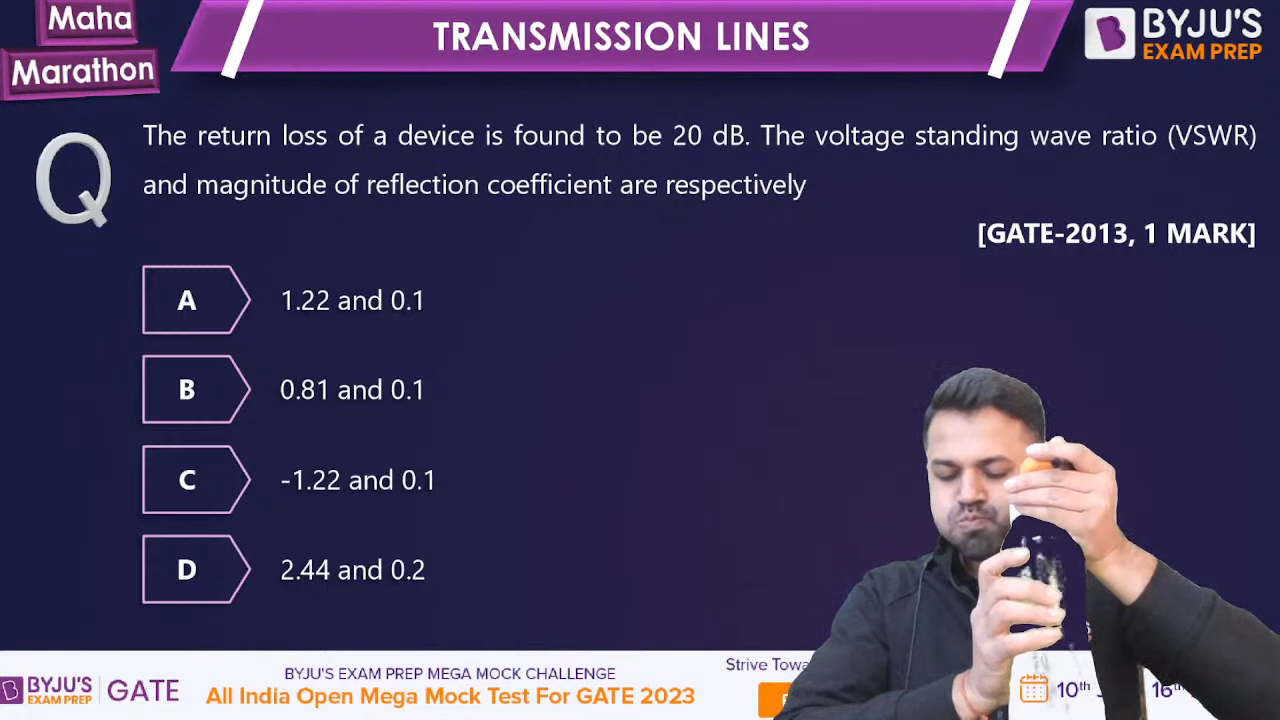 Maha
Marathon
TRANSMISSION LINES
BYJU'S
EXAM PREP
Q
The return loss of a device is found to be 20 dB. The voltage standing wave ratio (VSWR)
and magnitude of reflection coefficient are respectively
[GATE-2013, 1 MARK]
A 1.22 and 0.1
B 0.81 and 0.1
C -1.22 and 0.1
D 2.44 and 0.2
BYJU'S
EXAM PREP
GATE
BYJU'S EXAM PREP MEGA MOCK CHALLENGE
All India Open Mega Mock Test For GATE 2023
Strive
10th
16th